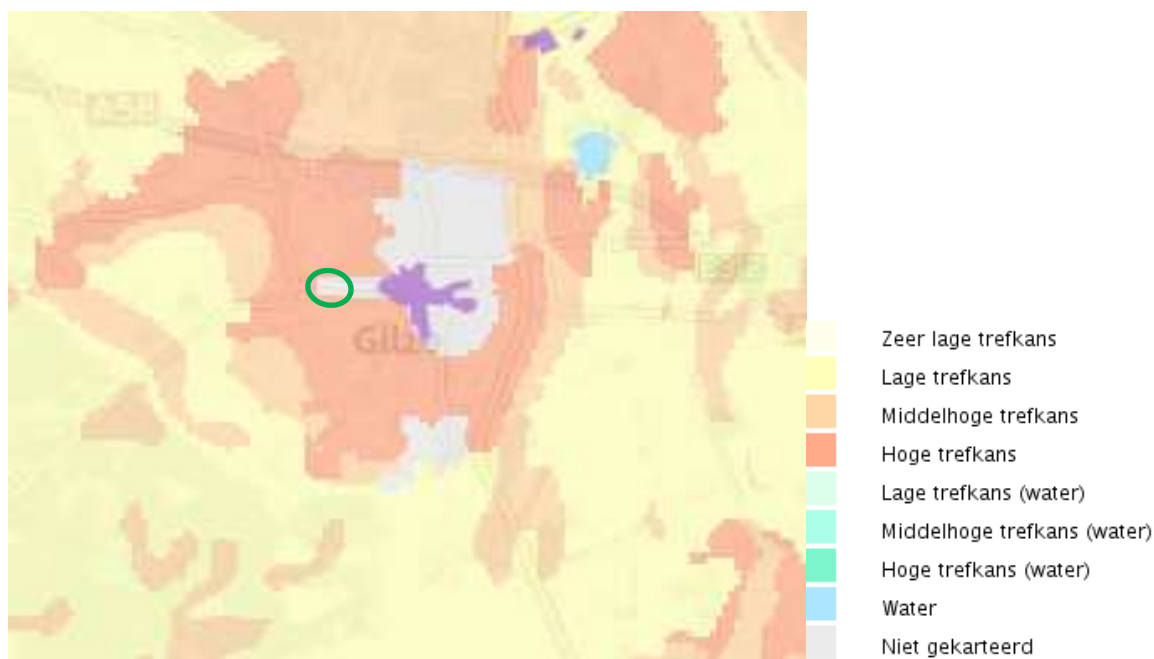 A58
Zeer lage trefkans
Lage trefkans
Middelhoge trefkans
Hoge trefkans
Lage trefkans (water)
Middelhoge trefkans (water)
Hoge trefkans (water)
Water
Niet gekarteerd